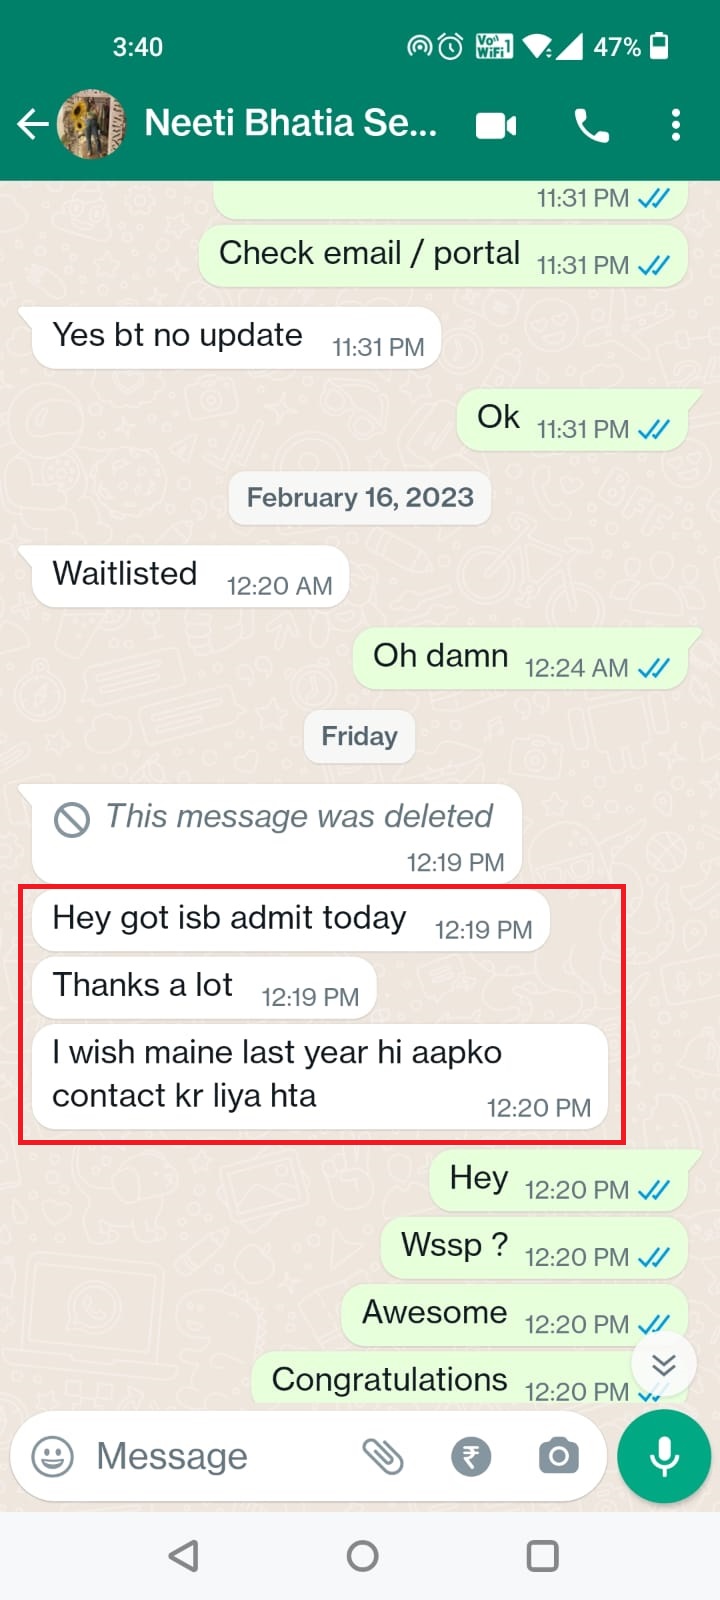 3:40
Vo))
WiFi1
47%
Neeti Bhatia Se...
11:31 PM
Check email / portal 11:31 PM
Yes bt no update 11:31 PM
Ok 11:31 PM
February 16, 2023
Waitlisted 12:20 AM
Oh damn 12:24 AM
Friday
This message was deleted
12:19 PM
Hey got isb admit today 12:19 PM
Thanks a lot 12:19 PM
I wish maine last year hi aapko
contact kr liya hta 12:20 PM
Hey 12:20 PM
Wssp ? 12:20 PM
Awesome 12:20 PM
Congratulations 12:20 PM
Message ₹